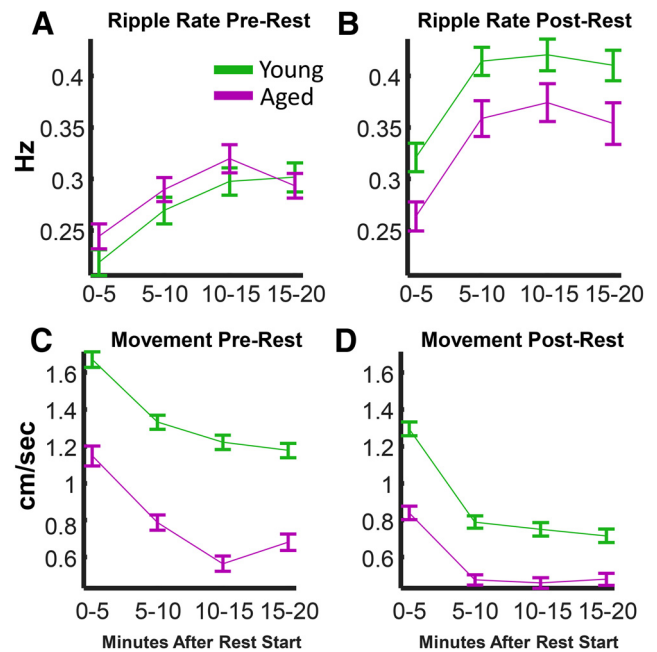 A
Ripple Rate Pre-Rest
Hz
0.4
0.35
0.3
0.25
Young
Aged
0-5 5-10 10-15 15-20
B
Ripple Rate Post-Rest
0.4
0.35
0.3
0.25
0-5 5-10 10-15 15-20
C
Movement Pre-Rest
cm/sec
1.6
1.4
1.2
1
0.8
0.6
0-5 5-10 10-15 15-20
Minutes After Rest Start
D
Movement Post-Rest
1.6
1.4
1.2
1
0.8
0.6
0-5 5-10 10-15 15-20
Minutes After Rest Start